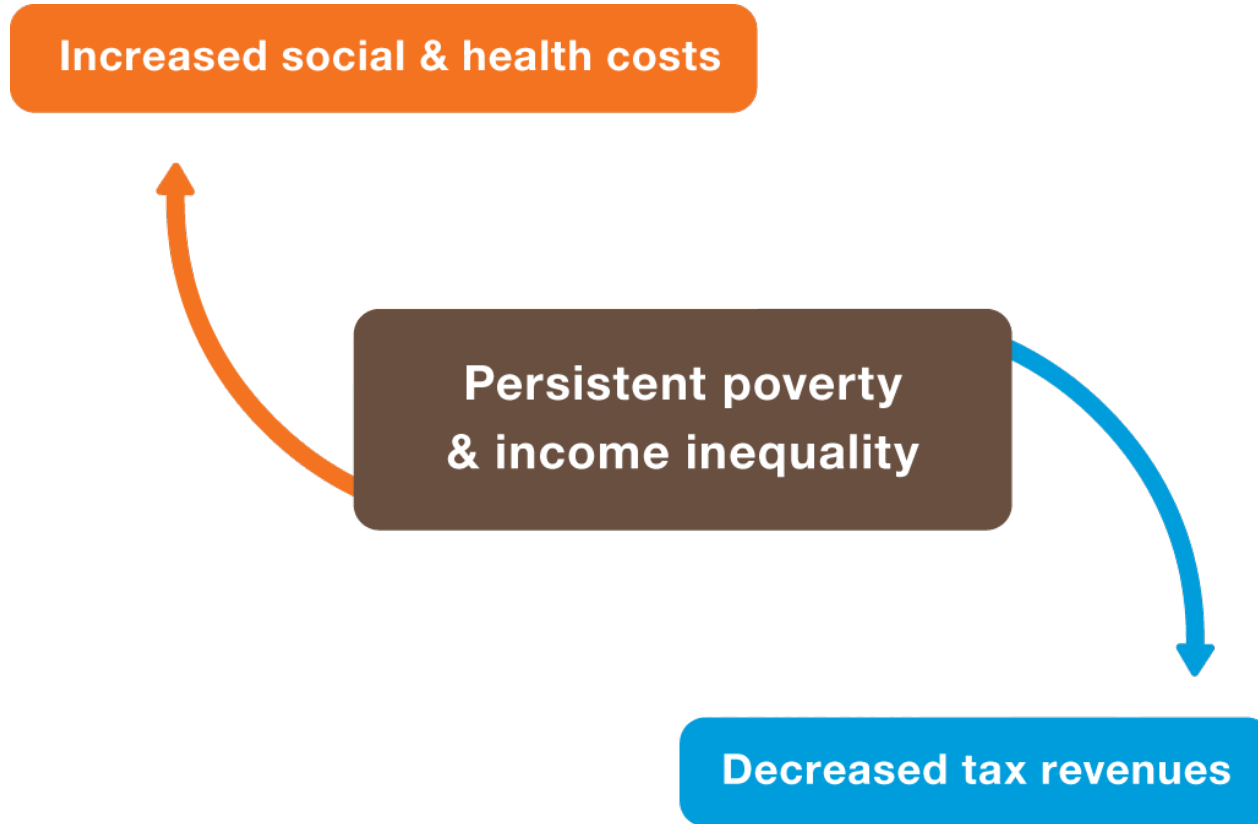 Increased social & health costs
Persistent poverty
& income inequality
Decreased tax revenues